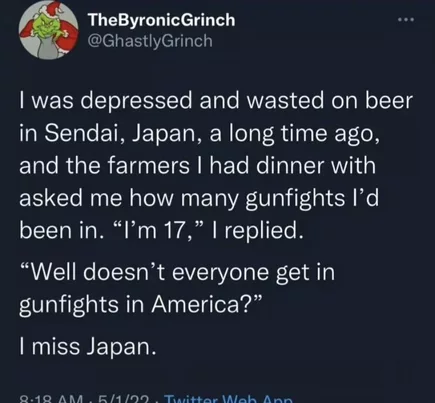 TheByronicGrinch
@GhastlyGrinch
I was depressed and wasted on beer
in Sendai, Japan, a long time ago,
and the farmers I had dinner with
asked me how many gunfights I’d
been in. “I’m 17,” I replied.
“Well doesn’t everyone get in
gunfights in America?”
I miss Japan.
8:18 AM · 5/1/22 · Twitter Web App